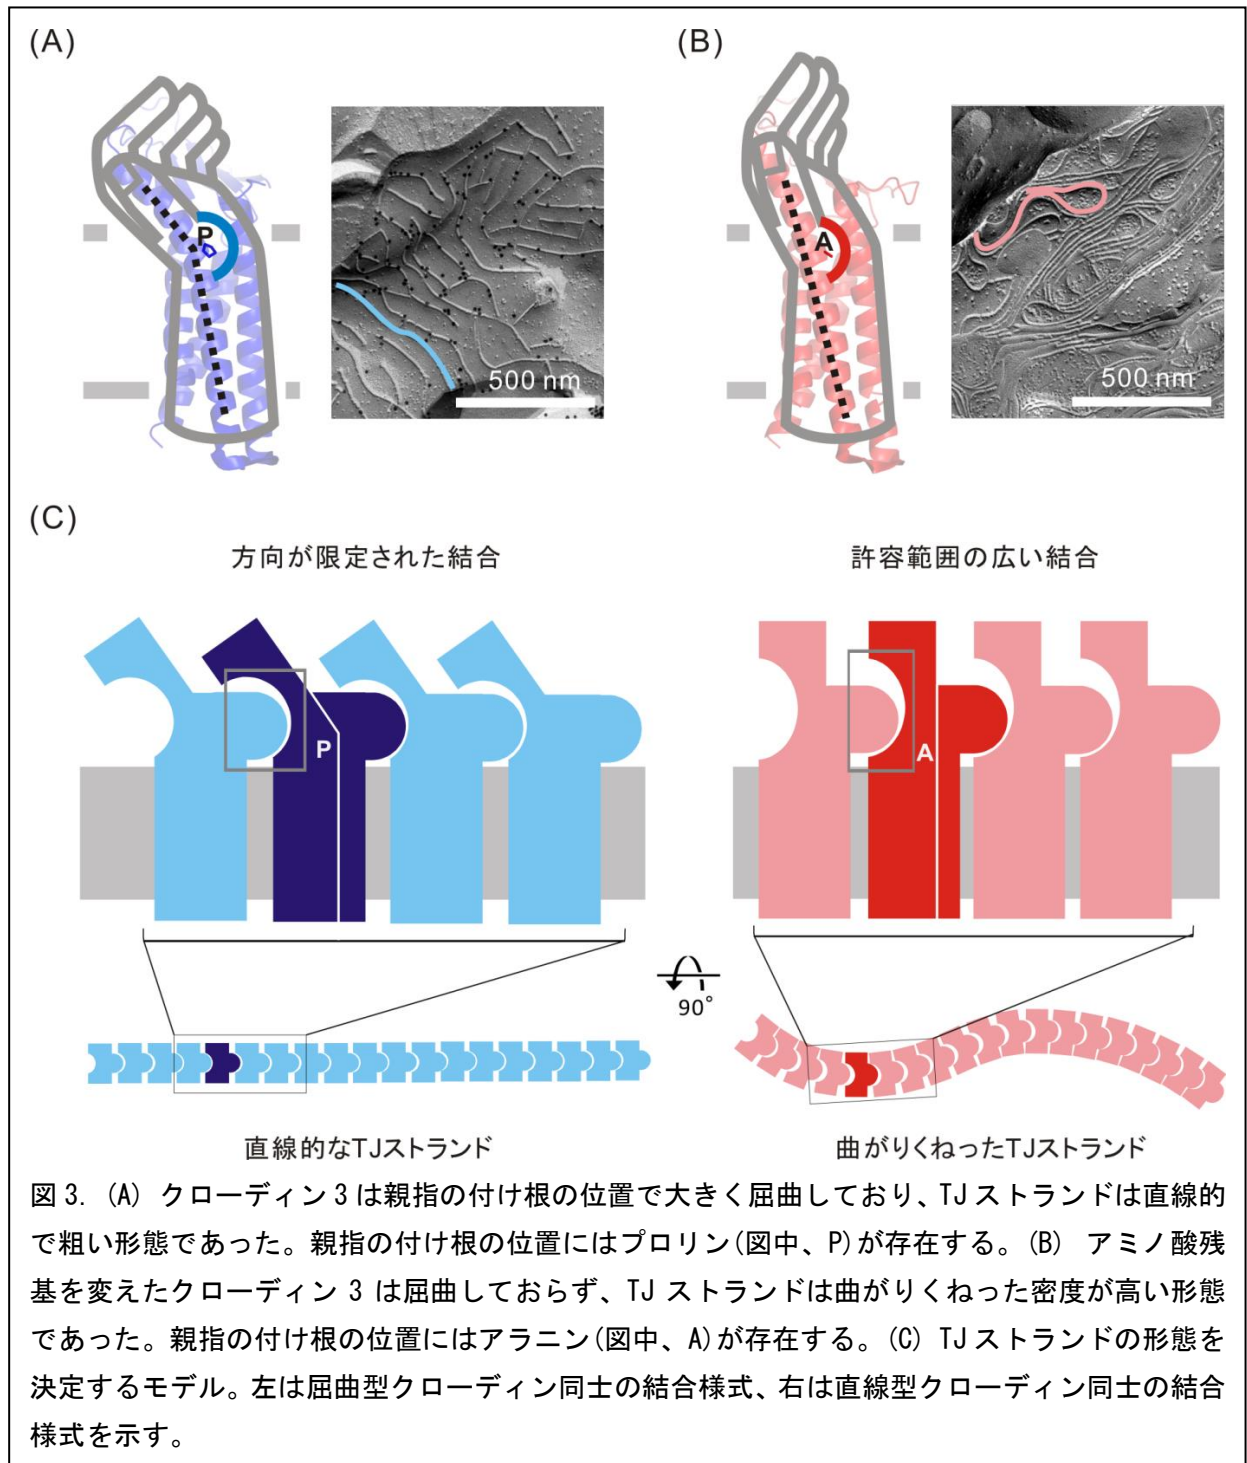 (A)
(B)
P
A
500 nm
500 nm
(C)
方向が限定された結合
許容範囲の広い結合
P
A
90°
直線的なTJストランド
曲がりくねったTJストランド
図 3. (A) クローディン 3 は親指の付け根の位置で大きく屈曲しており、TJ ストランドは直線的
で粗い形態であった。親指の付け根の位置にはプロリン(図中、P)が存在する。(B) アミノ酸残
基を変えたクローディン 3 は屈曲しておらず、TJ ストランドは曲がりくねった密度が高い形態
であった。親指の付け根の位置にはアラニン(図中、A)が存在する。(C) TJ ストランドの形態を
決定するモデル。左は屈曲型クローディン同士の結合様式、右は直線型クローディン同士の結合
様式を示す。